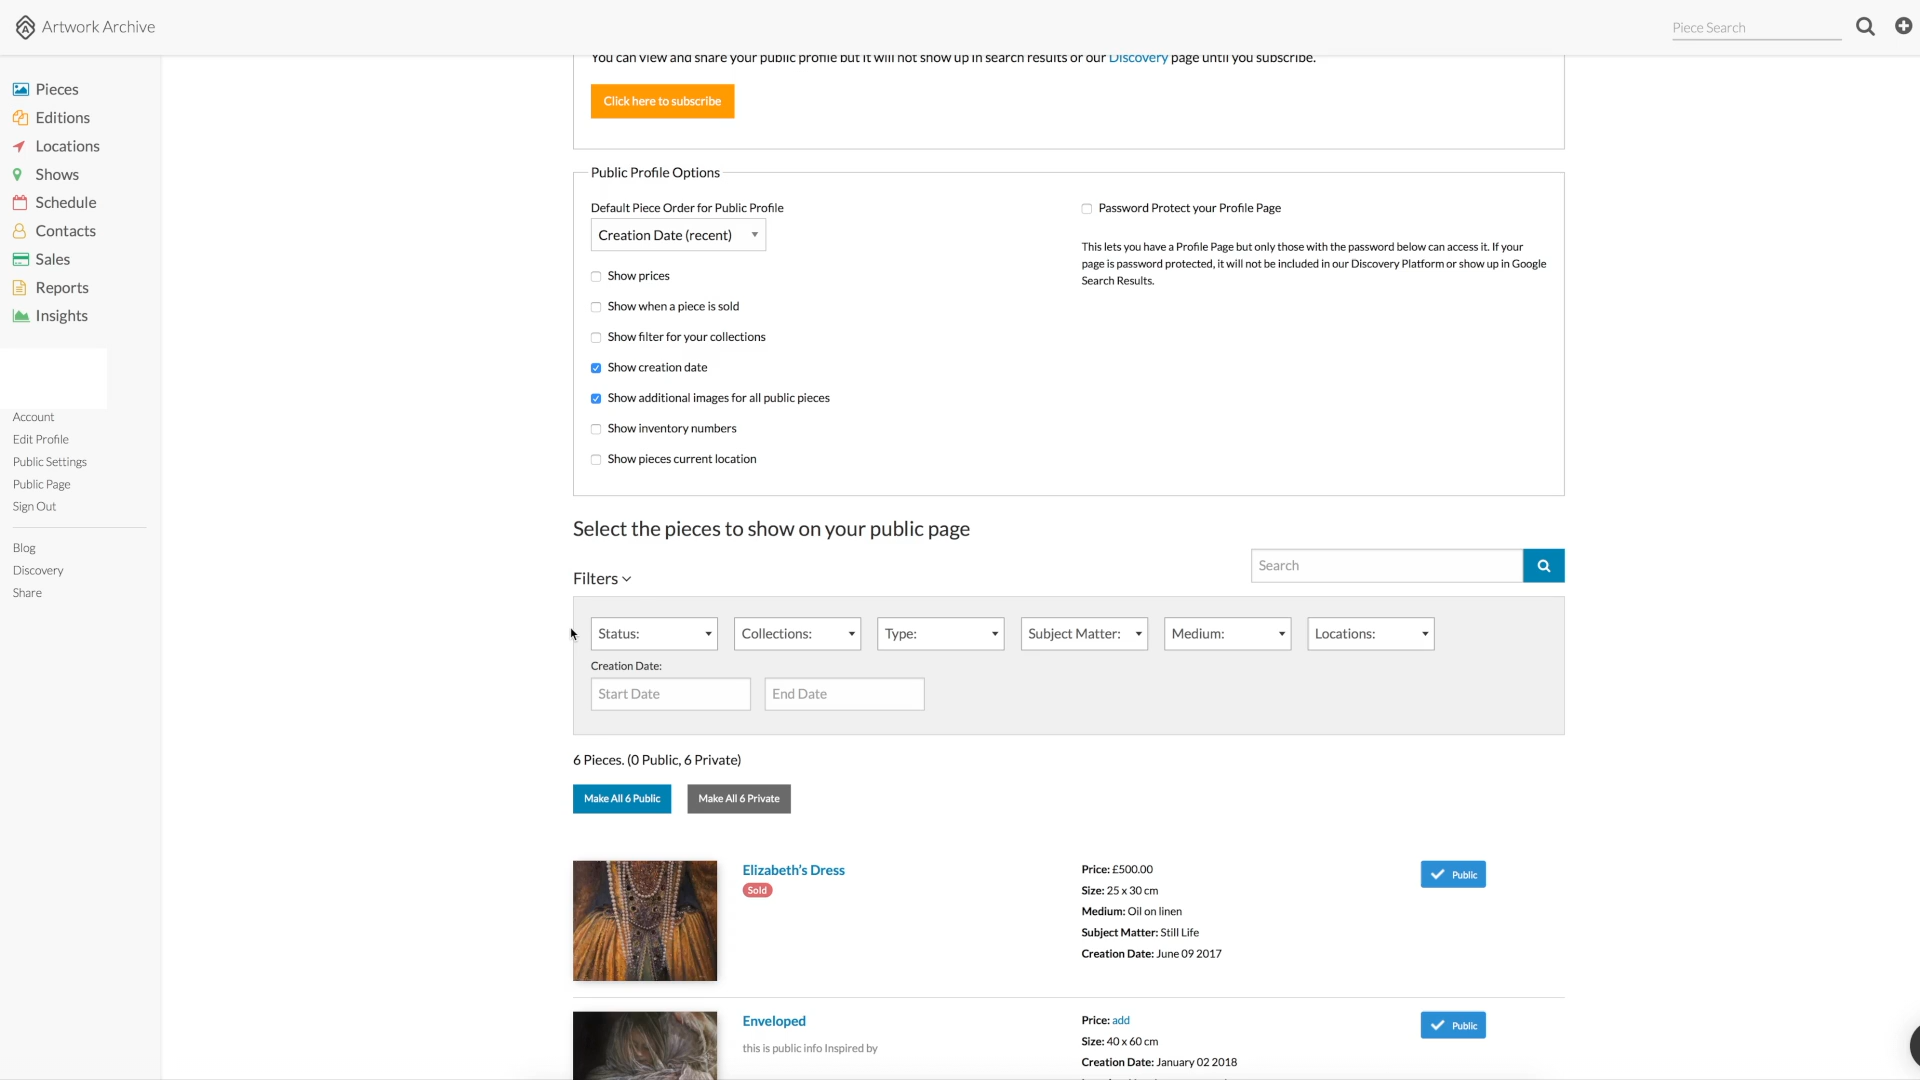 Artwork Archive
Piece Search
Pieces
Editions
Locations
Shows
Schedule
Contacts
Sales
Reports
Insights
Account
Edit Profile
Public Settings
Public Page
Sign Out
Blog
Discovery
Share
You can view and share your public profile but it will not show up in search results or our Discovery page until you subscribe.
Click here to subscribe
Public Profile Options
Default Piece Order for Public Profile
Creation Date (recent)
Show prices
Show when a piece is sold
Show filter for your collections
Show creation date
Show additional images for all public pieces
Show inventory numbers
Show pieces current location
Password Protect your Profile Page
This lets you have a Profile Page but only those with the password below can access it. If your
page is password protected, it will not be included in our Discovery Platform or show up in Google
Search Results.
Select the pieces to show on your public page
Filters
Search
Status:
Collections:
Type:
Subject Matter:
Medium:
Locations:
Creation Date:
Start Date
End Date
6 Pieces. (0 Public, 6 Private)
Make All 6 Public
Make All 6 Private
Elizabeth's Dress
Sold
Price: £500.00
Size: 25 x 30 cm
Medium: Oil on linen
Subject Matter: Still Life
Creation Date: June 09 2017
Public
Enveloped
this is public info Inspired by
Price: add
Size: 40 x 60 cm
Creation Date: January 02 2018
Public